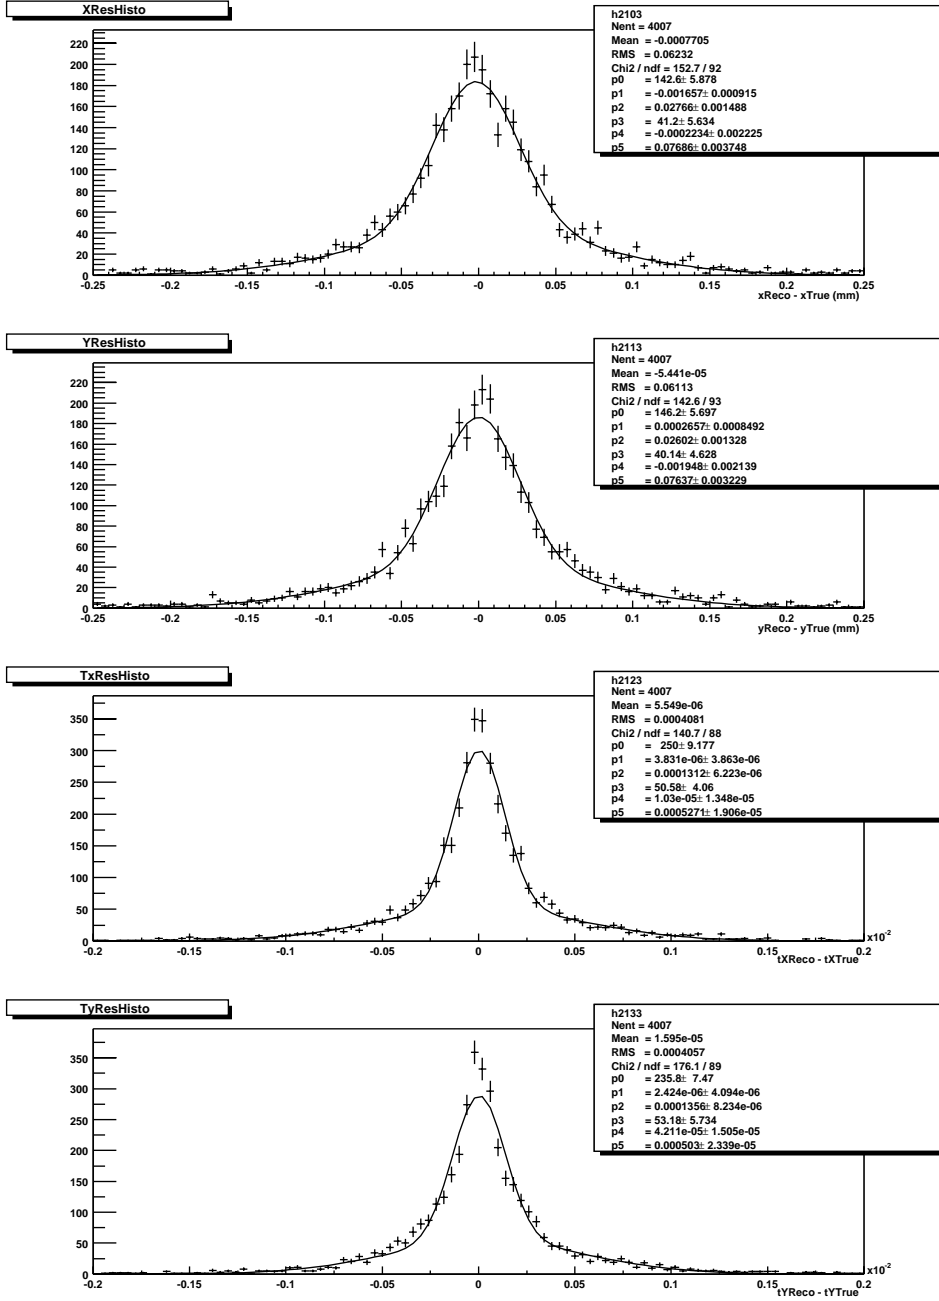 XResHisto
h2103
Nent = 4007
Mean = -0.0007705
RMS = 0.06232
Chi2 / ndf = 152.7 / 92
p0 = 142.6± 5.878
p1 = -0.001657± 0.000915
p2 = 0.02766± 0.001488
p3 = 41.2± 5.634
p4 = -0.0002234± 0.002225
p5 = 0.07686± 0.003748
220
200
180
160
140
120
100
80
60
40
20
0
-0.25 -0.2 -0.15 -0.1 -0.05 -0 0.05 0.1 0.15 0.2 0.25
xReco - xTrue (mm)
YResHisto
h2113
Nent = 4007
Mean = -5.441e-05
RMS = 0.06113
Chi2 / ndf = 142.6 / 93
p0 = 146.2± 5.697
p1 = 0.0002657± 0.0008492
p2 = 0.02602± 0.001328
p3 = 40.14± 4.628
p4 = -0.001948± 0.002139
p5 = 0.07637± 0.003229
220
200
180
160
140
120
100
80
60
40
20
0
-0.25 -0.2 -0.15 -0.1 -0.05 -0 0.05 0.1 0.15 0.2 0.25
yReco - yTrue (mm)
TxResHisto
h2123
Nent = 4007
Mean = 5.549e-06
RMS = 0.0004081
Chi2 / ndf = 140.7 / 88
p0 = 250± 9.177
p1 = 3.831e-06± 3.863e-06
p2 = 0.0001312± 6.223e-06
p3 = 50.58± 4.06
p4 = 1.03e-05± 1.348e-05
p5 = 0.0005271± 1.906e-05
350
300
250
200
150
100
50
0
-0.2 -0.15 -0.1 -0.05 0 0.05 0.1 0.15 0.2
x10-2
tXReco - tXTrue
TyResHisto
h2133
Nent = 4007
Mean = 1.595e-05
RMS = 0.0004057
Chi2 / ndf = 176.1 / 89
p0 = 235.8± 7.47
p1 = 2.424e-06± 4.094e-06
p2 = 0.0001356± 8.234e-06
p3 = 53.18± 5.734
p4 = 4.211e-05± 1.505e-05
p5 = 0.000503± 2.339e-05
350
300
250
200
150
100
50
0
-0.2 -0.15 -0.1 -0.05 0 0.05 0.1 0.15 0.2
x10-2
tYReco - tYTrue